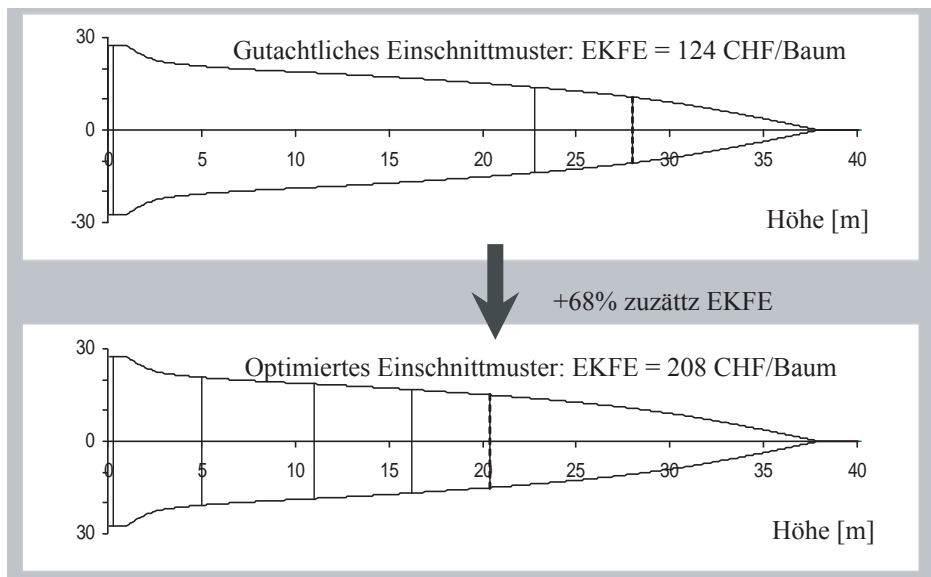 30
Gutachtliches Einschnittmuster: EKFE = 124 CHF/Baum
0
0 5 10 15 20 25 30 35 40
-30
Höhe [m]
+68% zuzättz EKFE
30
Optimiertes Einschnittmuster: EKFE = 208 CHF/Baum
0
0 5 10 15 20 25 30 35 40
30
Höhe [m]